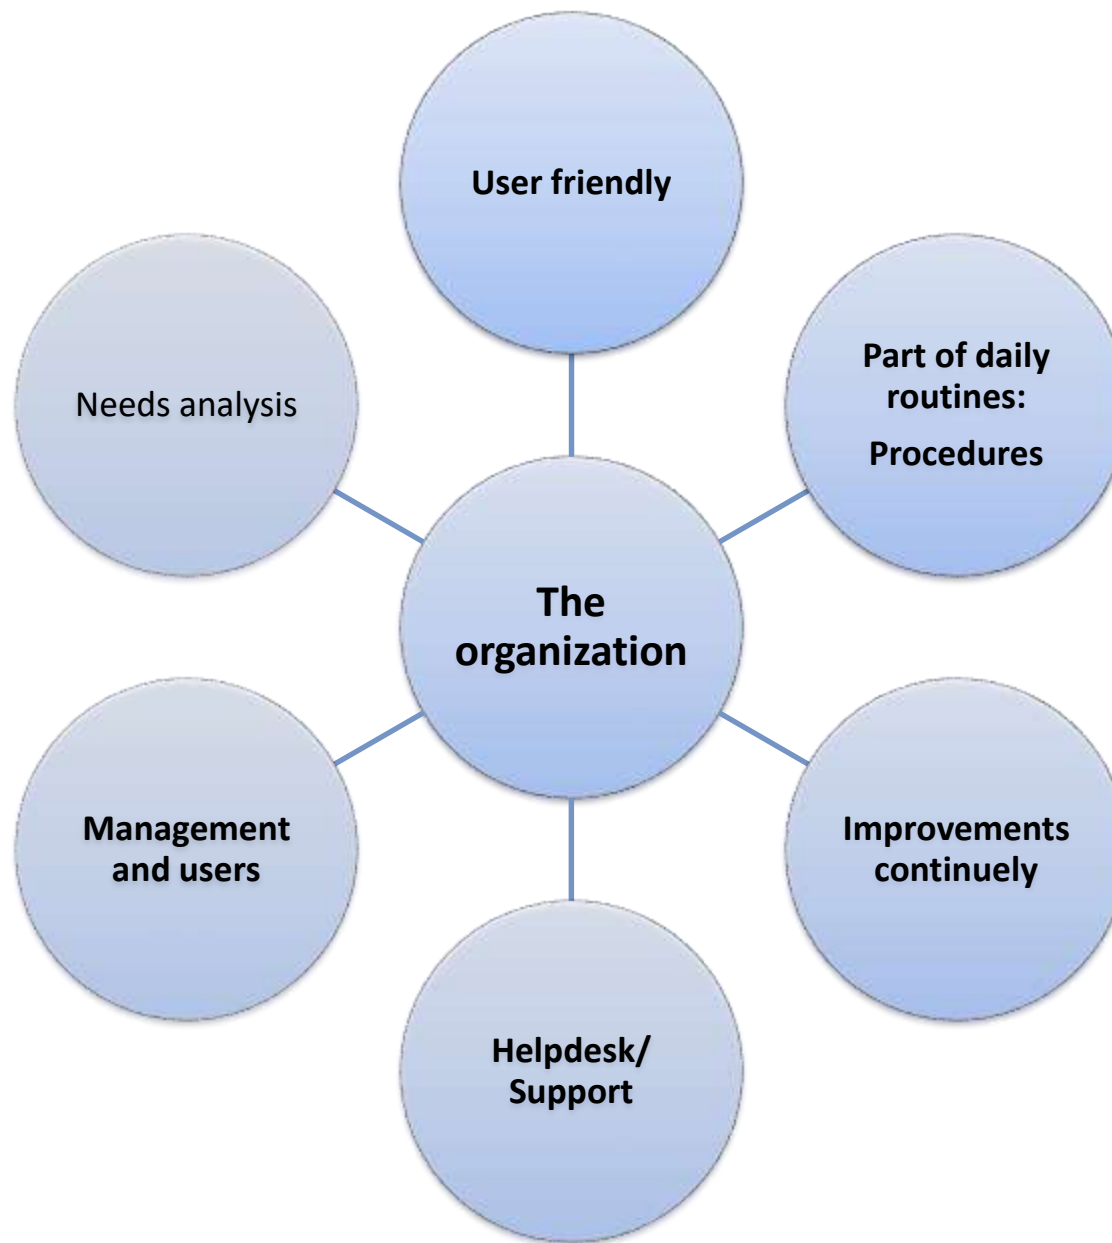 User friendly
Part of daily
routines:
Procedures
Needs analysis
The
organization
Management
and users
Improvements
continuely
Helpdesk/
Support